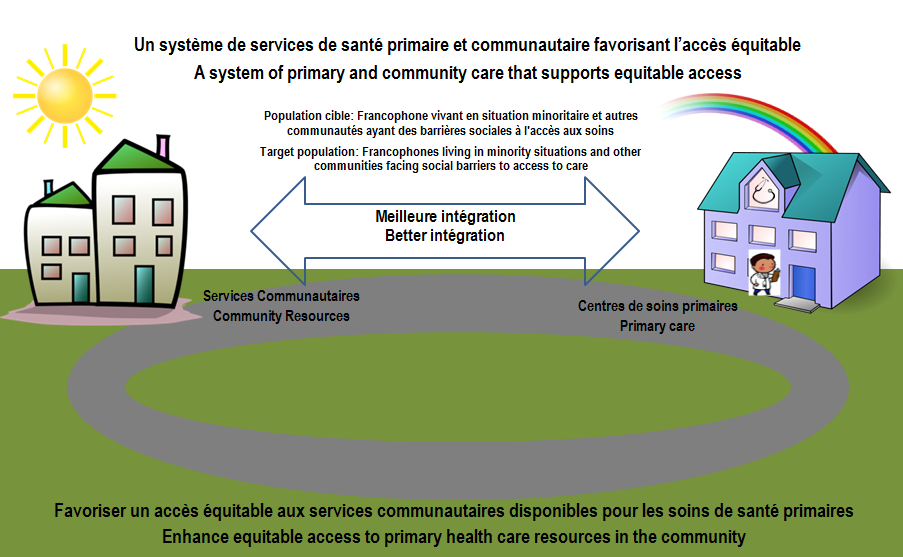 Un système de services de santé primaire et communautaire favorisant l'accès équitable
A system of primary and community care that supports equitable access
Population cible: Francophone vivant en situation minoritaire et autres
communautés ayant des barrières sociales à l'accès aux soins
Target population: Francophones living in minority situations and other
communities facing social barriers to access to care
Meilleure intégration
Better intégration
Services Communautaires
Community Resources
Centres de soins primaires
Primary care
Favoriser un accès équitable aux services communautaires disponibles pour les soins de santé primaires
Enhance equitable access to primary health care resources in the community